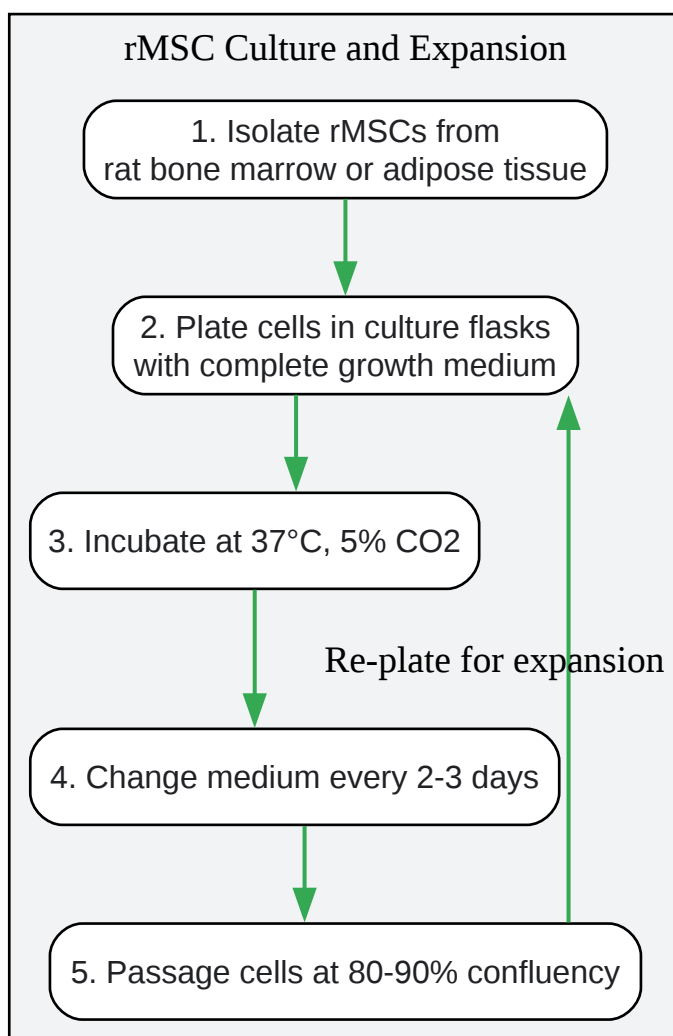 rMSC Culture and Expansion
1. Isolate rMSCs from
rat bone marrow or adipose tissue
2. Plate cells in culture flasks
with complete growth medium
3. Incubate at 37°C, 5% CO2
Re-plate for expansion
4. Change medium every 2-3 days
5. Passage cells at 80-90% confluency